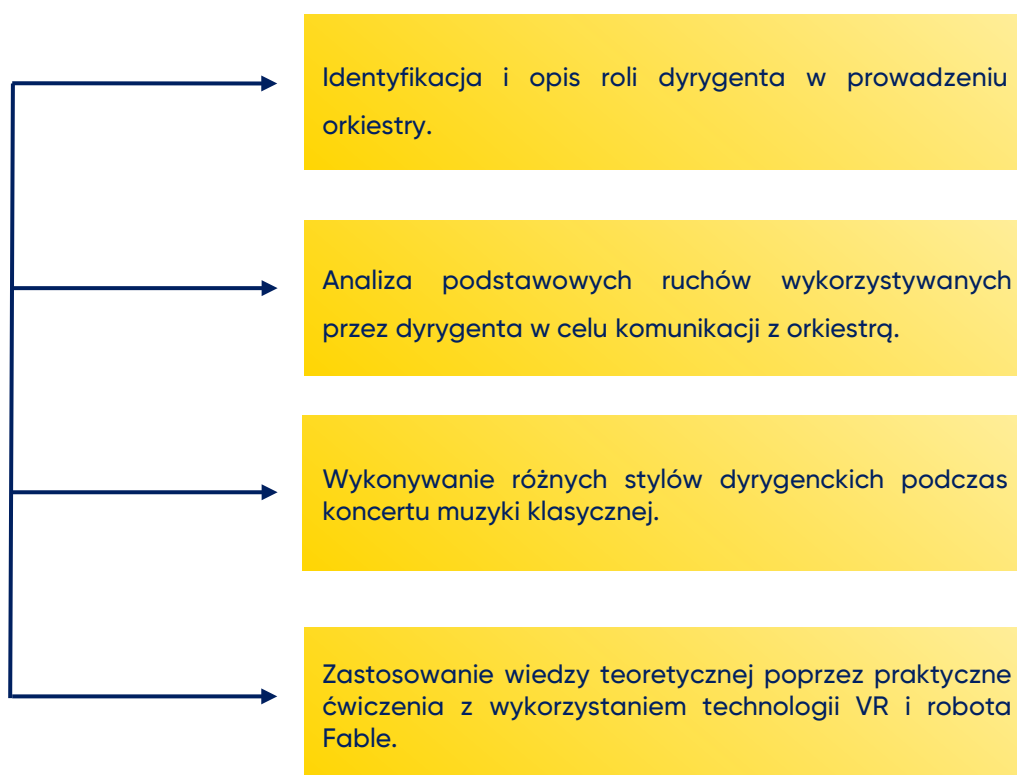 Identyfikacja i opis roli dyrygenta w prowadzeniu
orkiestry.
Analiza podstawowych ruchów wykorzystywanych
przez dyrygenta w celu komunikacji z orkiestrą.
Wykonywanie różnych stylów dyrygenckich podczas
koncertu muzyki klasycznej.
Zastosowanie wiedzy teoretycznej poprzez praktyczne
ćwiczenia z wykorzystaniem technologii VR i robota
Fable.